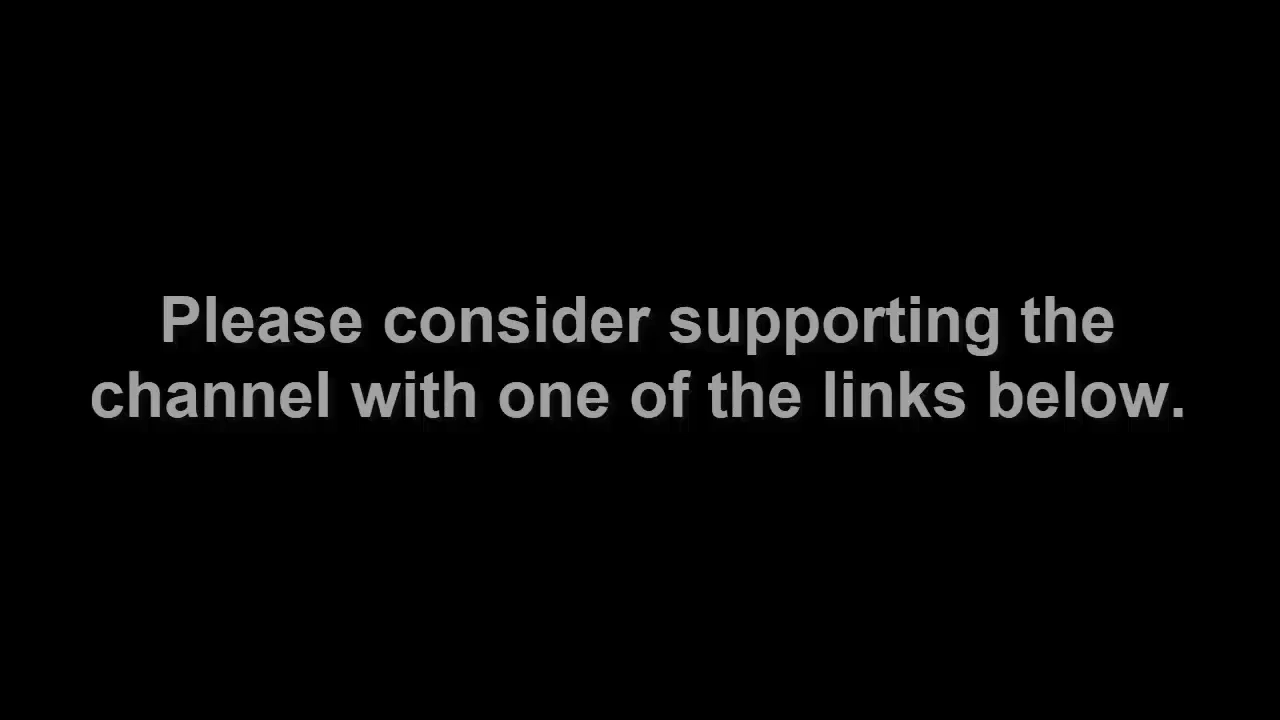 Please consider supporting the
channel with one of the links below.